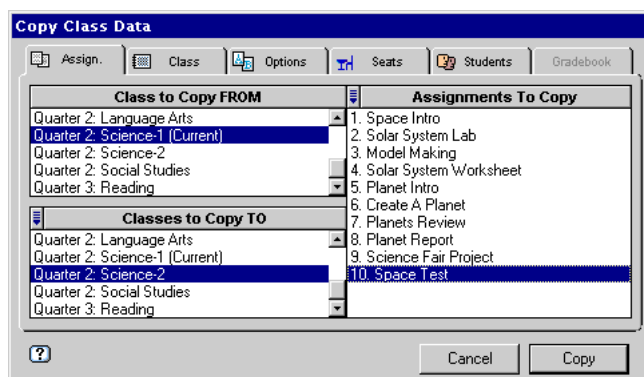 Copy Class Data
Assign. Class Options Seats Students Gradebook
Class to Copy FROM
Quarter 2: Language Arts
Quarter 2: Science-1 (Current)
Quarter 2: Science-2
Quarter 2: Social Studies
Quarter 3: Reading
Classes to Copy TO
Quarter 2: Language Arts
Quarter 2: Science-1 (Current)
Quarter 2: Science-2
Quarter 2: Social Studies
Quarter 3: Reading
Assignments To Copy
1. Space Intro
2. Solar System Lab
3. Model Making
4. Solar System Worksheet
5. Planet Intro
6. Create A Planet
7. Planets Review
8. Planet Report
9. Science Fair Project
10. Space Test
?
Cancel Copy